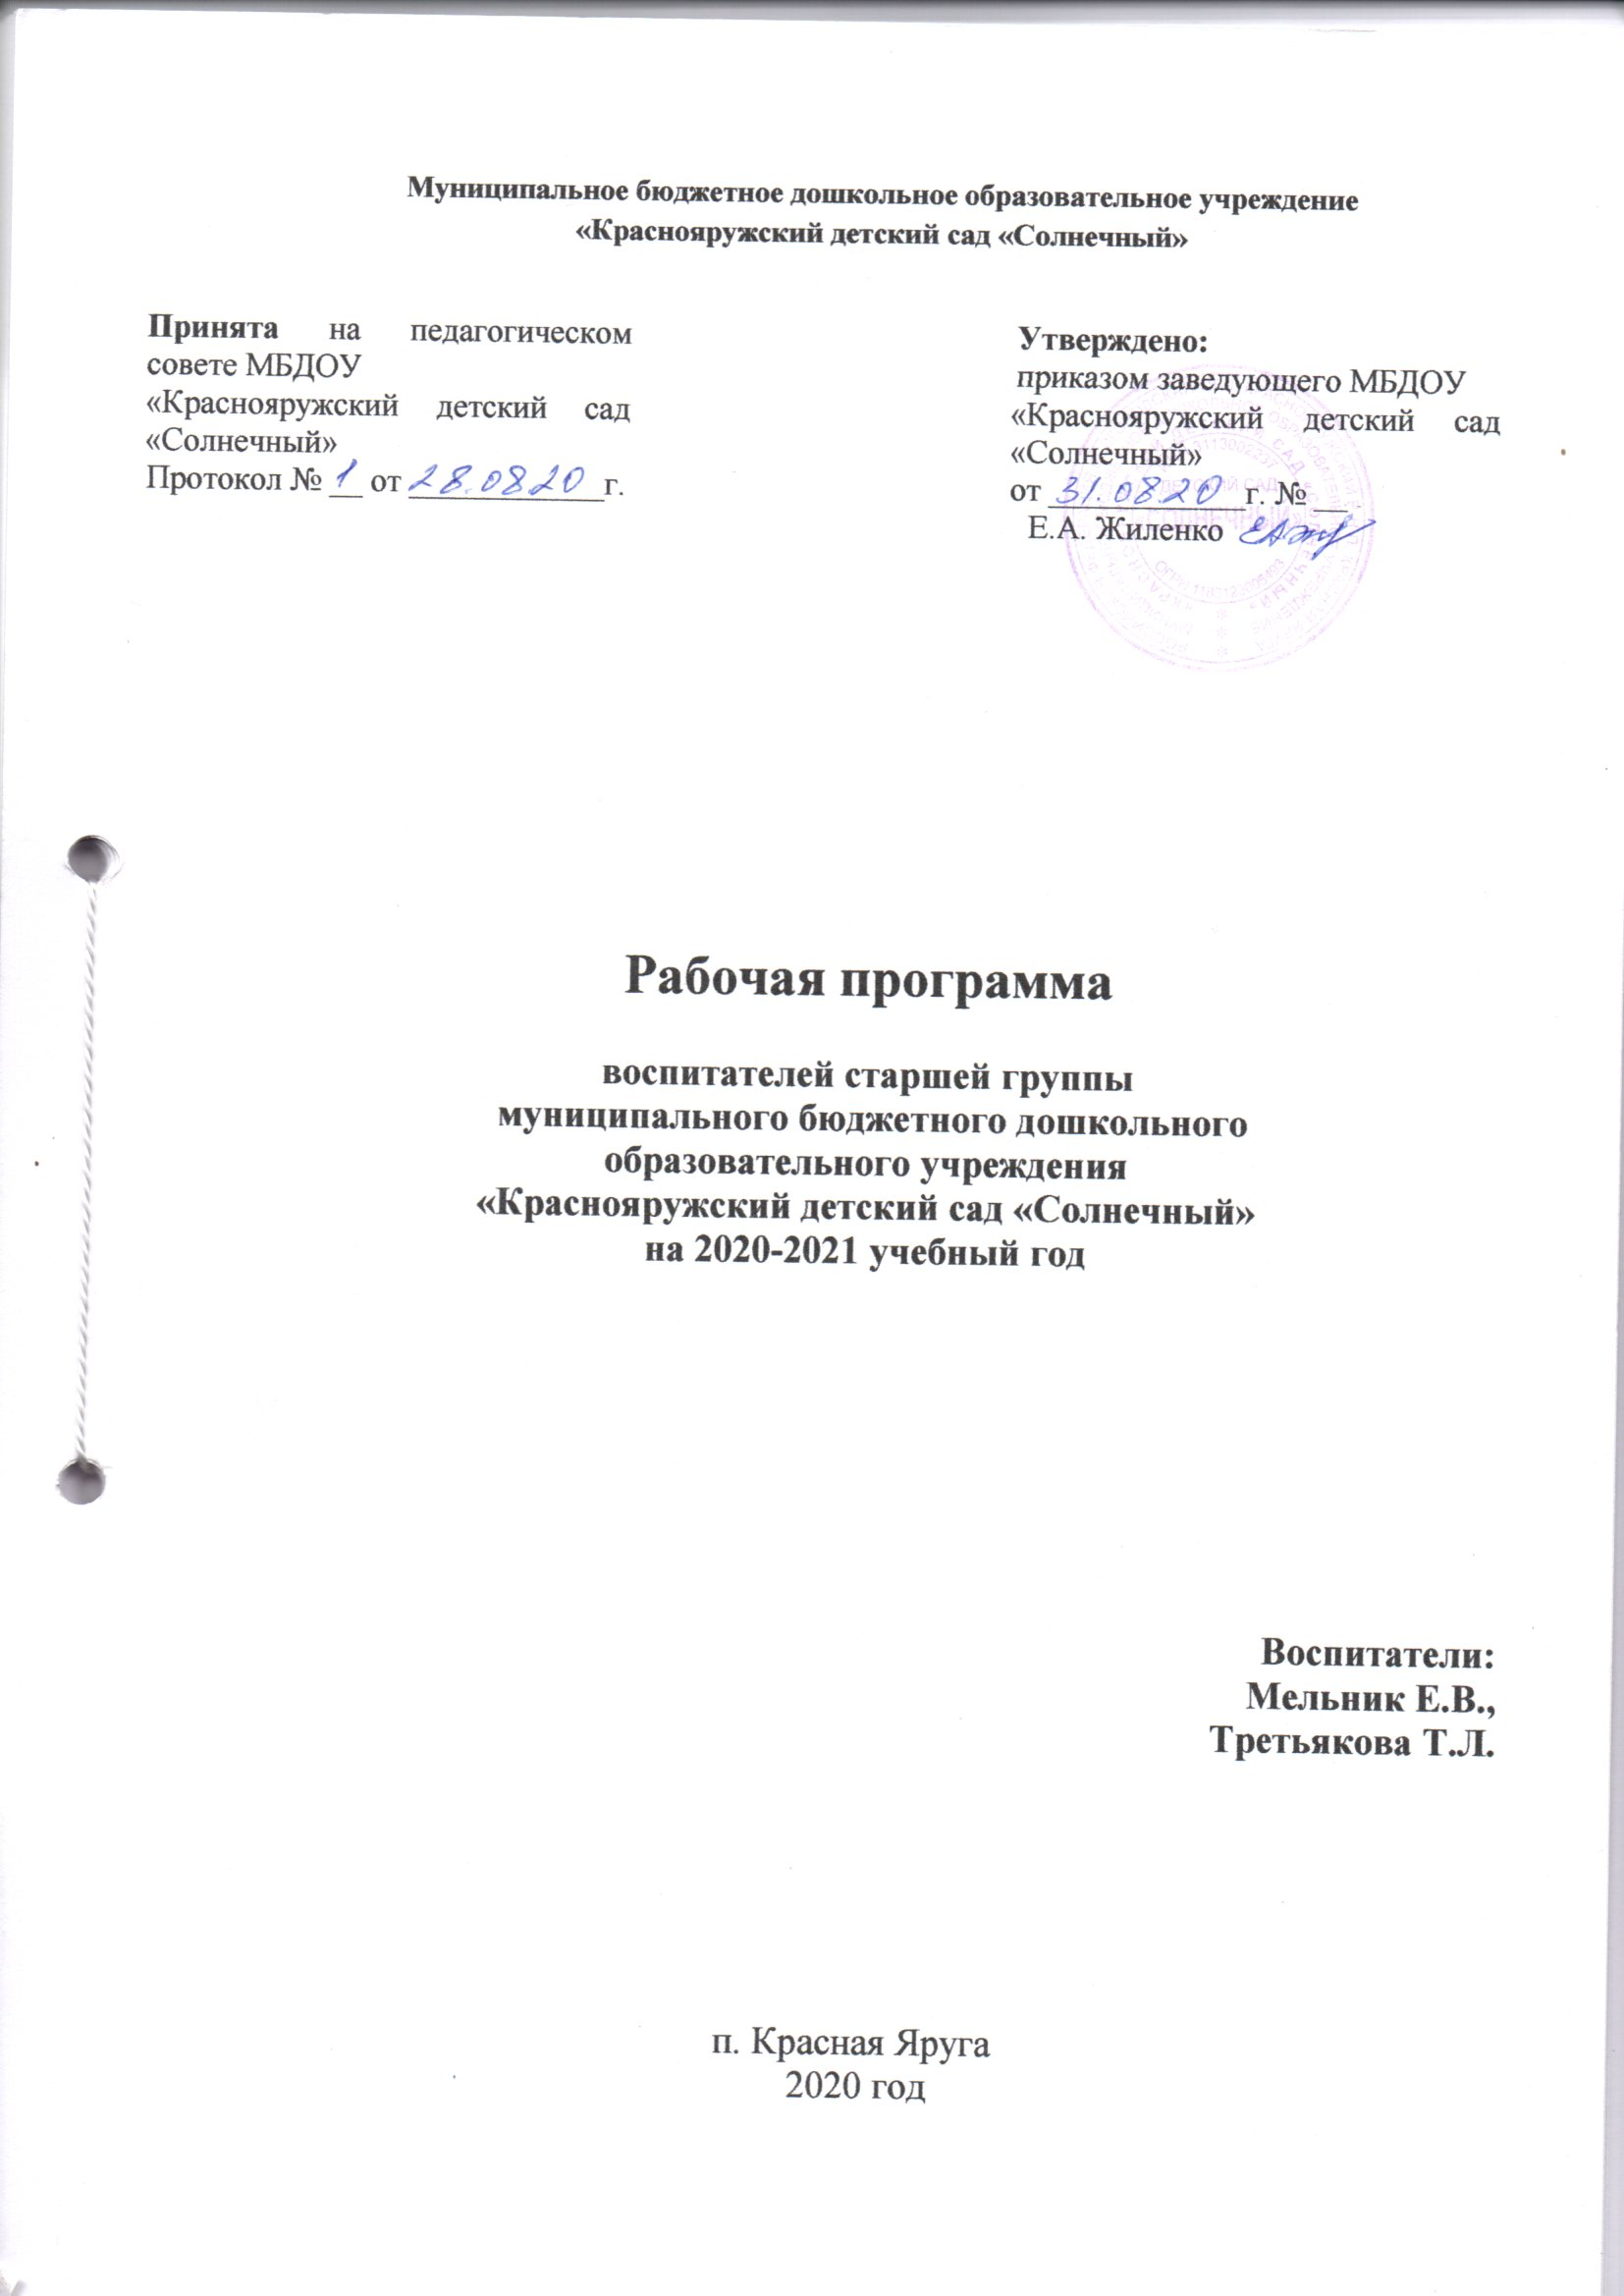 Муниципальное бюджетное дошкольное образовательное учреждение
«Краснояружский детский сад «Солнечный»
Принята на педагогическом
совете МБДОУ
«Краснояружский детский сад
«Солнечный»
Протокол № 1 от 28.08.20 г.
Утверждено:
приказом заведующего МБДОУ
«Краснояружский детский сад
«Солнечный»
от 31.08.20 г. № __
Е.А. Жиленко
Рабочая программа
воспитателей старшей группы
муниципального бюджетного дошкольного
образовательного учреждения
«Краснояружский детский сад «Солнечный»
на 2020-2021 учебный год
Воспитатели:
Мельник Е.В.,
Третьякова Т.Л.
п. Красная Яруга
2020 год